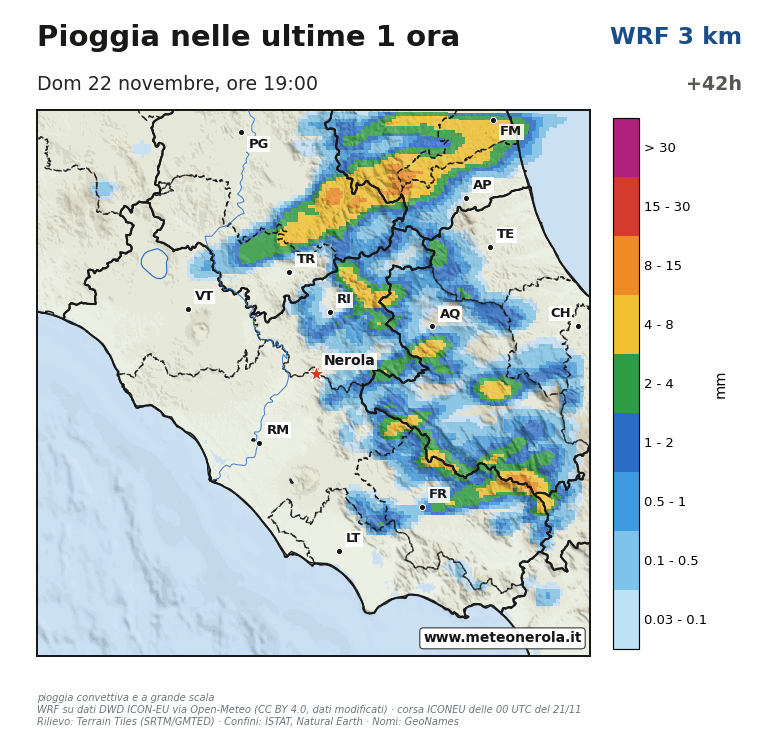 Pioggia nelle ultime 1 ora
WRF 3 km
Dom 22 novembre, ore 19:00
+42h
PG
FM
AP
TE
TR
VT
RI
AQ
CH
Nerola
RM
FR
LT
www.meteonerola.it
> 30
15 - 30
8 - 15
4 - 8
2 - 4
1 - 2
0.5 - 1
0.1 - 0.5
0.03 - 0.1
mm
pioggia convettiva e a grande scala
WRF su dati DWD ICON-EU via Open-Meteo (CC BY 4.0, dati modificati) · corsa ICONEU delle 00 UTC del 21/11
Rilievo: Terrain Tiles (SRTM/GMTED) · Confini: ISTAT, Natural Earth · Nomi: GeoNames